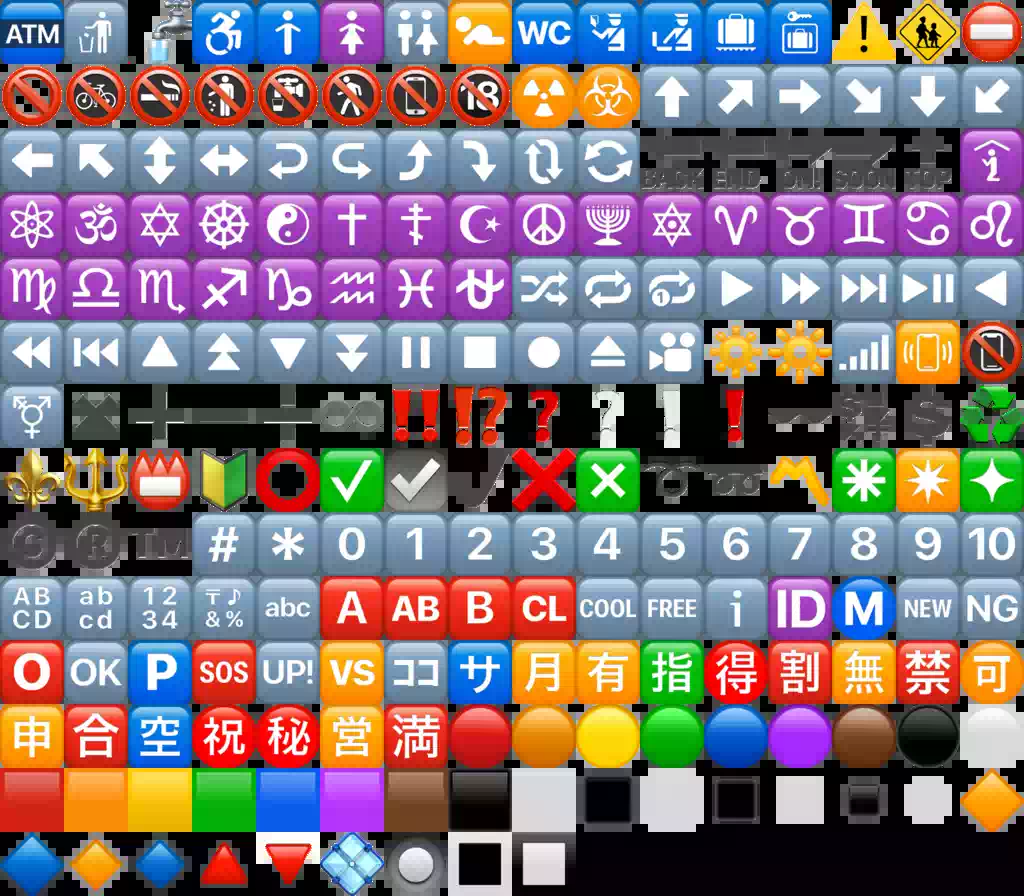 ATM WC
18
BACK END ON! SOON TOP
1
!! !? ? ? ! ! $
C R TM # * 0 1 2 3 4 5 6 7 8 9 10
AB CD ab cd 12 34 〒♪ &% abc A AB B CL COOL FREE i ID M NEW NG
O OK P SOS UP! VS ココ サ 月 有 指 得 割 無 禁 可
申 合 空 祝 秘 営 満